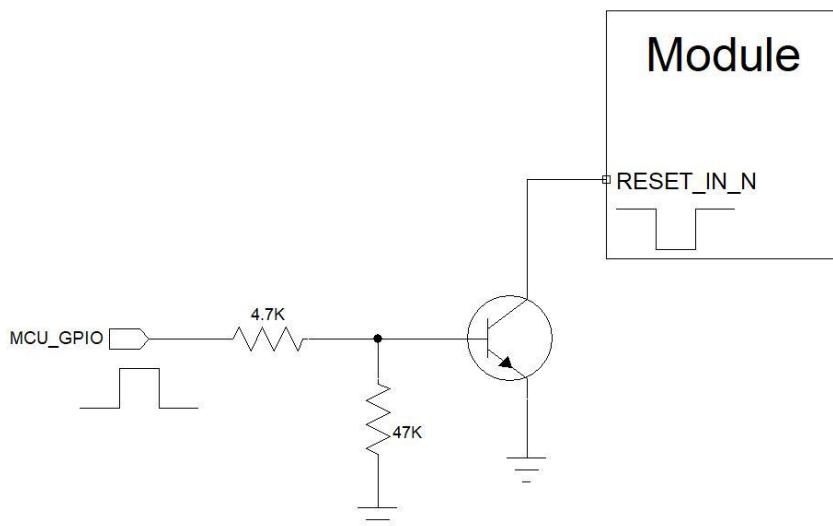 Module
RESET_IN_N
4.7K
MCU_GPIO
47K